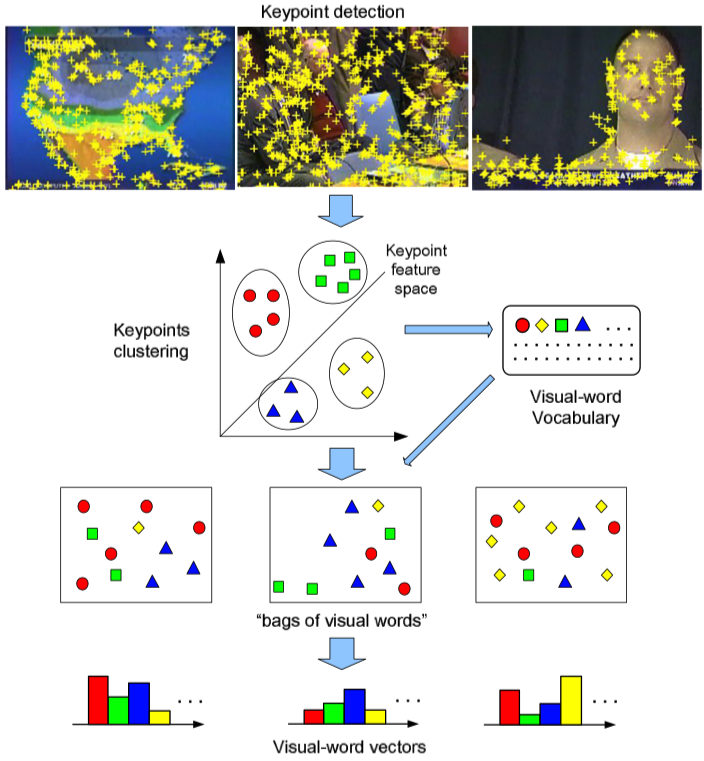 Keypoint detection
Keypoint
feature
space
Keypoints
clustering
Visual-word
Vocabulary
“bags of visual words”
Visual-word vectors